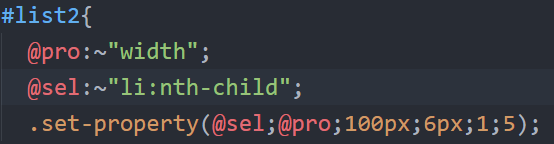 #list2{
@pro:~"width";
@sel:~"li:nth-child";
.set-property(@sel;@pro;100px;6px;1;5);